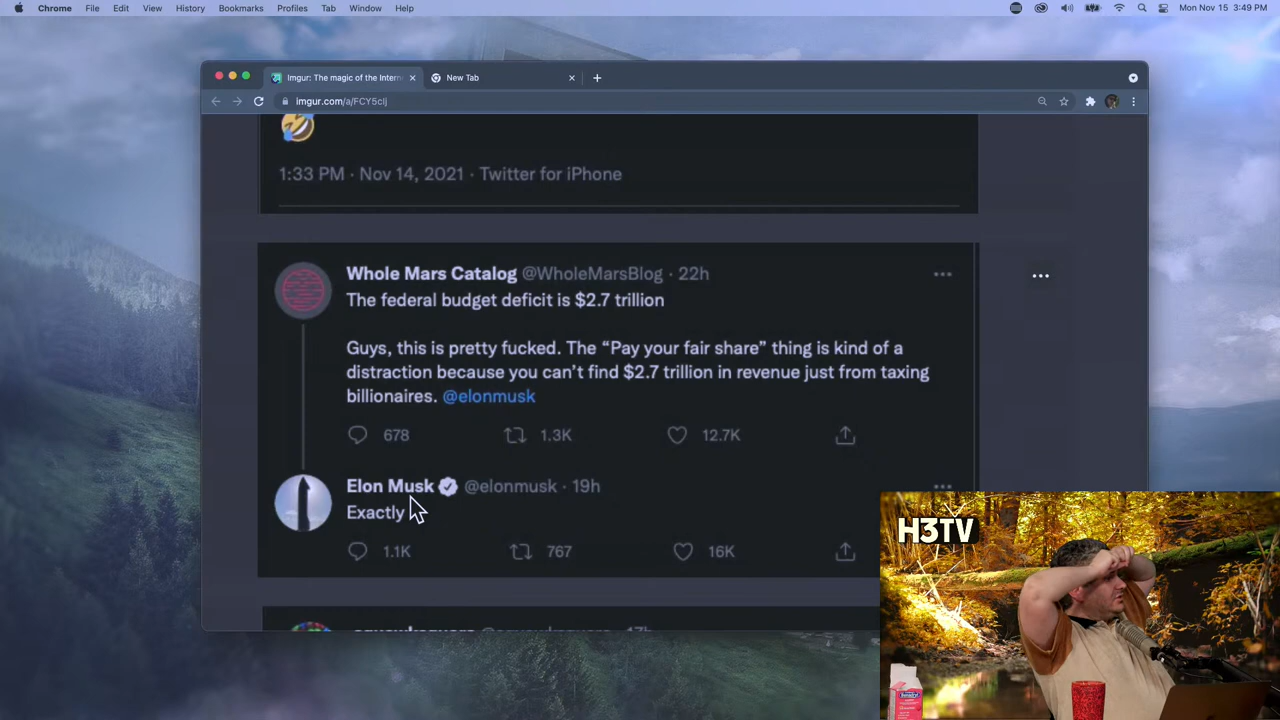 Chrome File Edit View History Bookmarks Profiles Tab Window Help Mon Nov 15 3:49 PM
Imgur: The magic of the Intern New Tab
imgur.com/a/FCY5clj
1:33 PM · Nov 14, 2021 · Twitter for iPhone
Whole Mars Catalog @WholeMarsBlog · 22h
The federal budget deficit is $2.7 trillion
Guys, this is pretty fucked. The “Pay your fair share” thing is kind of a
distraction because you can’t find $2.7 trillion in revenue just from taxing
billionaires. @elonmusk
678 1.3K 12.7K
Elon Musk @elonmusk · 19h
Exactly
1.1K 767 16K
H3TV